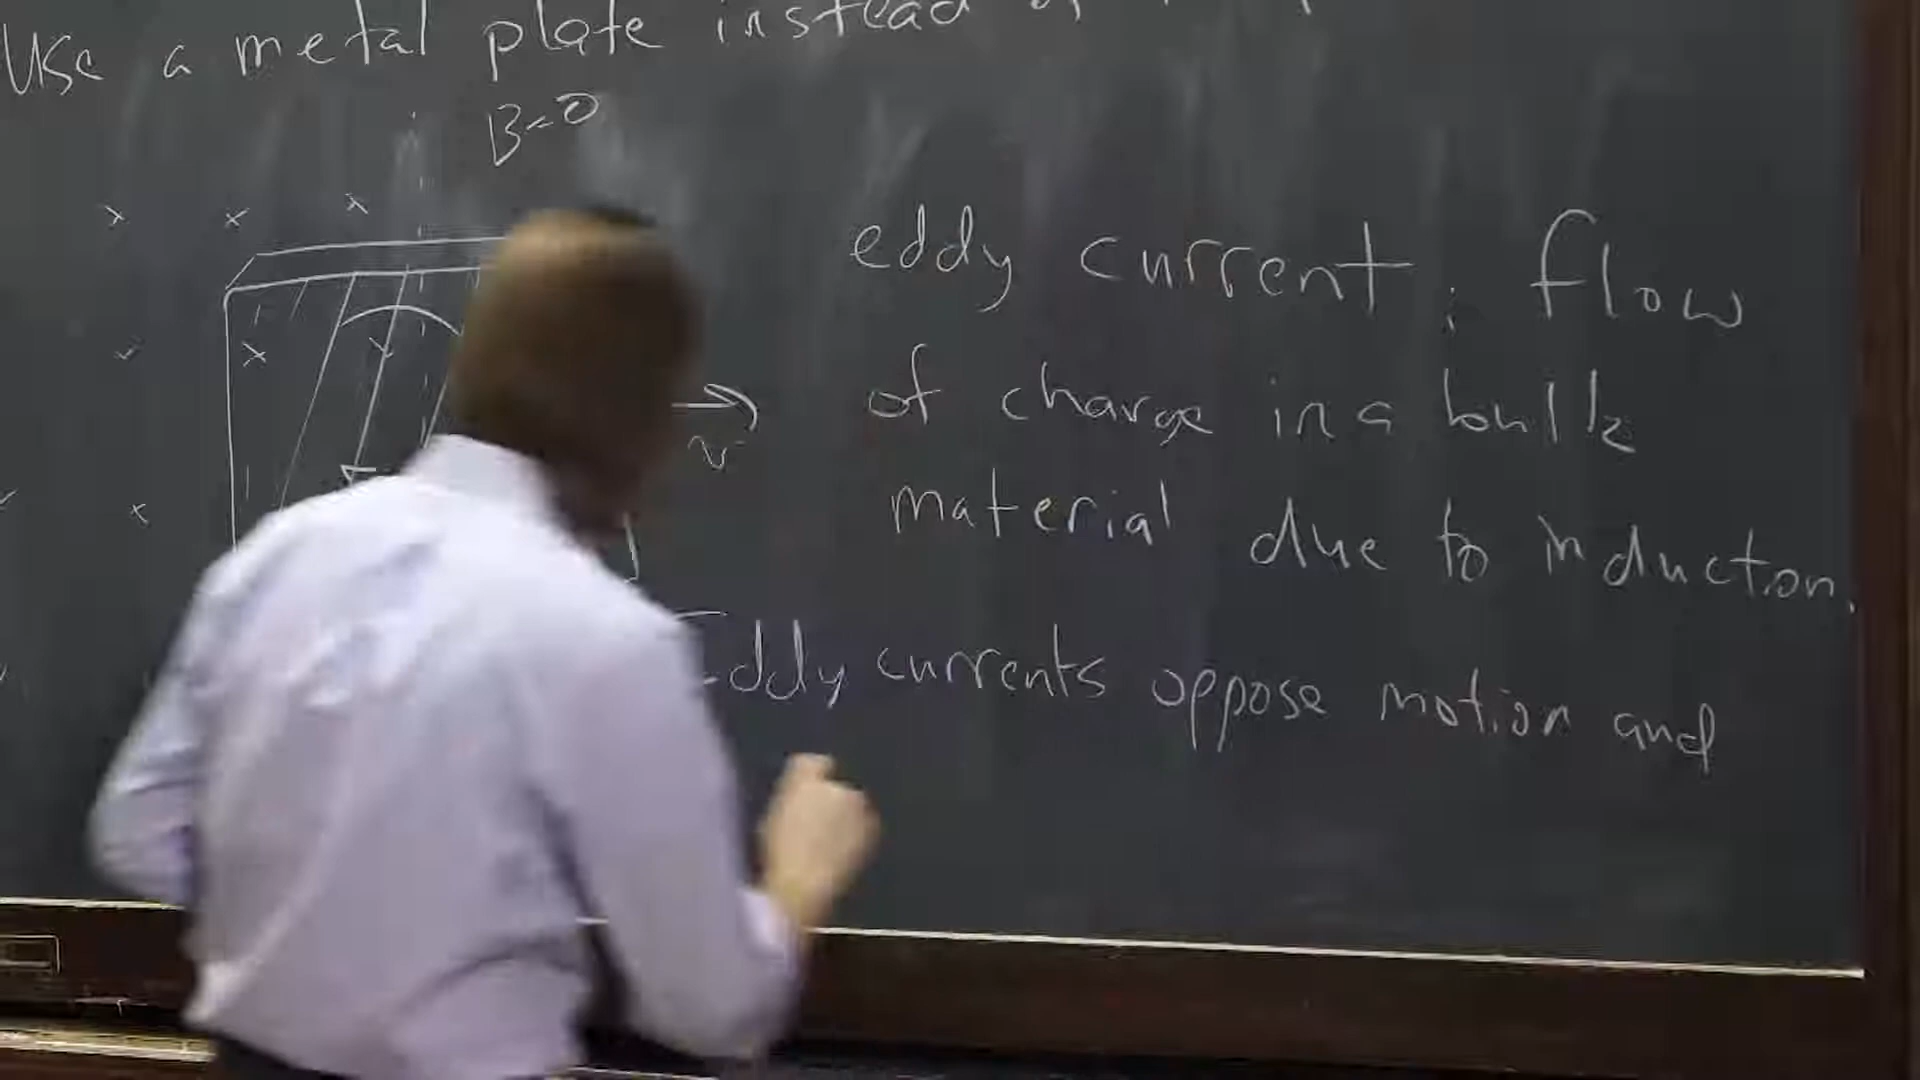 Use a metal plate instead
B=0
eddy current: flow
of charge in a bulk
v
material due to induction.
Eddy currents oppose motion and